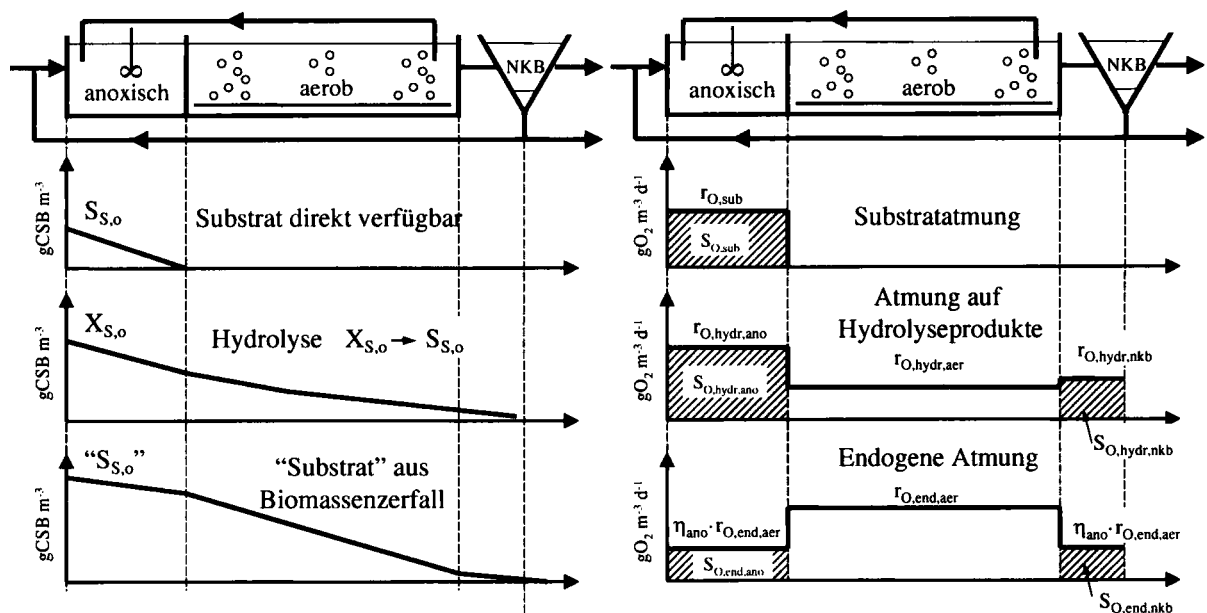 anoxisch
aerob
NKB
gCSB m⁻³
S_S,o
Substrat direkt verfügbar
gCSB m⁻³
X_S,o
Hydrolyse X_S,o → S_S,o
gCSB m⁻³
“S_S,o”
“Substrat” aus
Biomassenzerfall
anoxisch
aerob
NKB
gO₂ m⁻³ d⁻¹
r_O,sub
S_O,sub
Substratatmung
gO₂ m⁻³ d⁻¹
Atmung auf
Hydrolyseprodukte
r_O,hydr,ano
S_O,hydr,ano
r_O,hydr,aer
r_O,hydr,nkb
S_O,hydr,nkb
gO₂ m⁻³ d⁻¹
Endogene Atmung
r_O,end,aer
η_ano · r_O,end,aer
S_O,end,ano
η_ano · r_O,end,aer
S_O,end,nkb